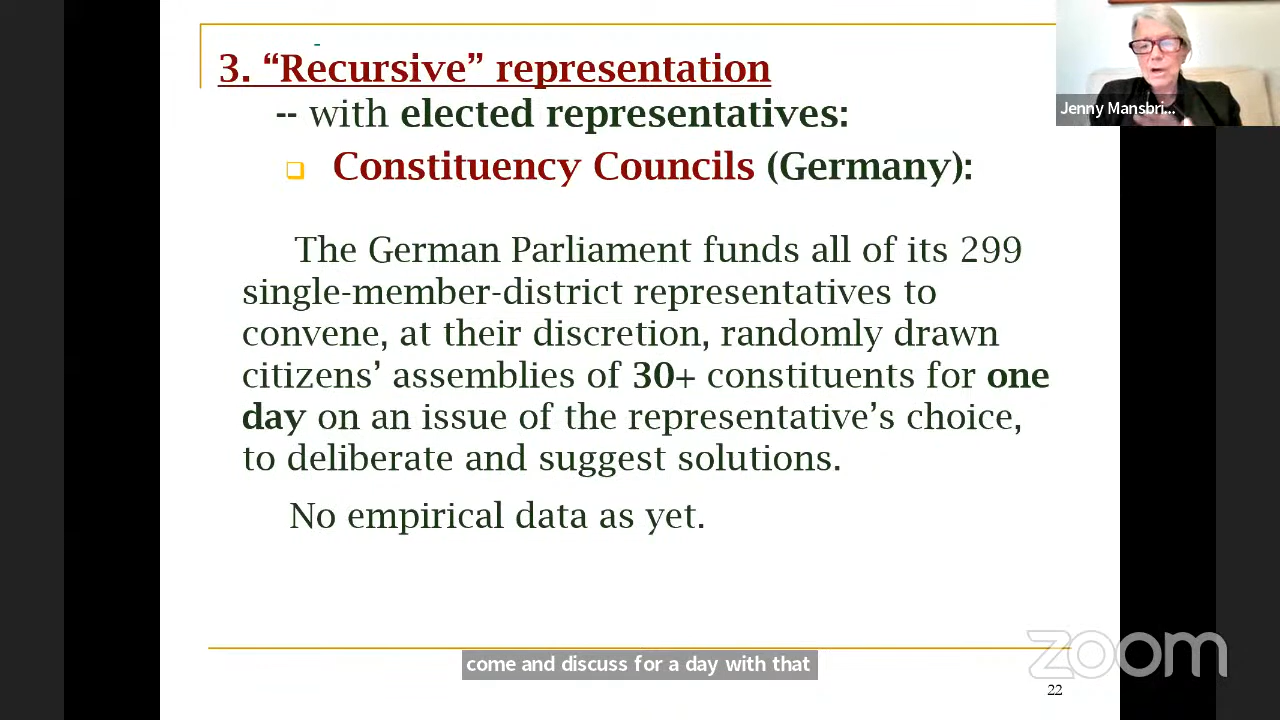 3. “Recursive” representation
-- with elected representatives:
Constituency Councils (Germany):
The German Parliament funds all of its 299
single-member-district representatives to
convene, at their discretion, randomly drawn
citizens’ assemblies of 30+ constituents for one
day on an issue of the representative’s choice,
to deliberate and suggest solutions.
No empirical data as yet.
Jenny Mansbri...
come and discuss for a day with that
zoom
22